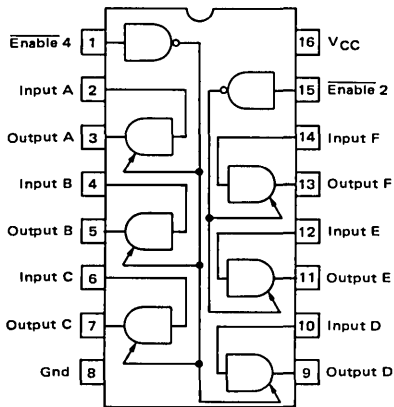 Enable 4 1 16 VCC
Input A 2 15 Enable 2
Output A 3 14 Input F
Input B 4 13 Output F
Output B 5 12 Input E
Input C 6 11 Output E
Output C 7 10 Input D
Gnd 8 9 Output D